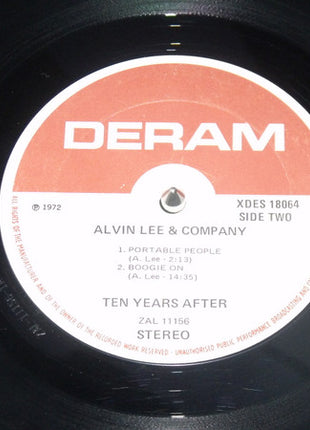 DERAM
℗ 1972
XDES 18064
SIDE TWO
ALVIN LEE & COMPANY
1. PORTABLE PEOPLE
(A. Lee - 2:13)
2. BOOGIE ON
(A. Lee - 14:35)
TEN YEARS AFTER
ZAL 11156
STEREO
ALL RIGHTS OF THE MANUFACTURER AND OF THE OWNER OF THE RECORDED WORK RESERVED - UNAUTHORISED PUBLIC PERFORMANCE BROADCASTING AND